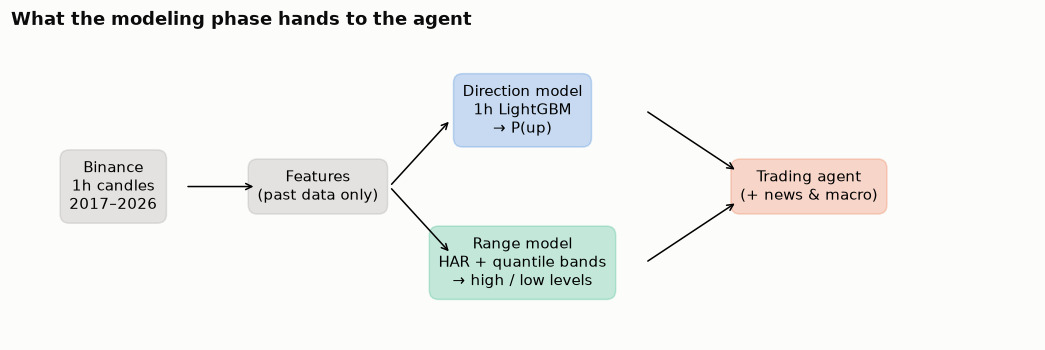 What the modeling phase hands to the agent
Binance
1h candles
2017–2026
Features
(past data only)
Direction model
1h LightGBM
→ P(up)
Range model
HAR + quantile bands
→ high / low levels
Trading agent
(+ news & macro)